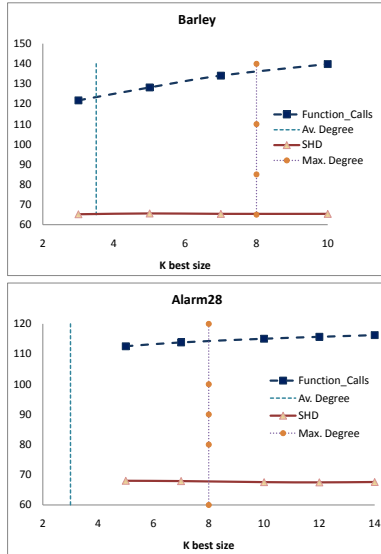 Barley
150
140
130
120
110
100
90
80
70
60
2 4 6 8 10
K best size
Function_Calls
Av. Degree
SHD
Max. Degree
Alarm28
120
110
100
90
80
70
60
2 4 6 8 10 12 14
K best size
Function_Calls
Av. Degree
SHD
Max. Degree